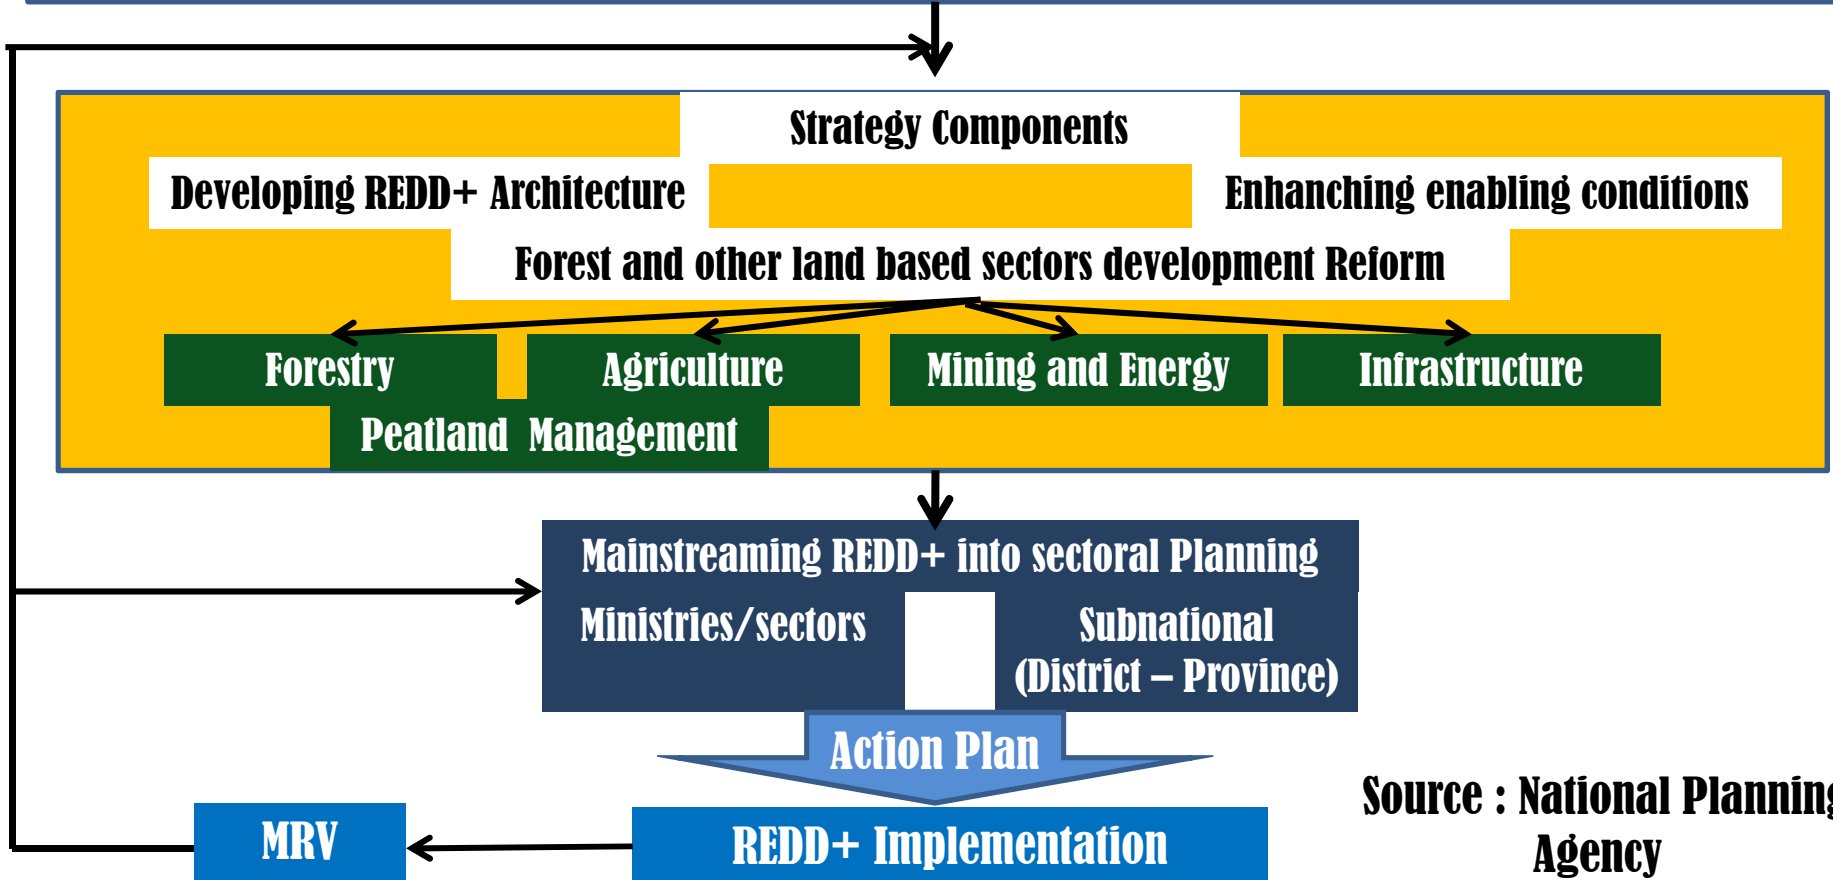 Strategy Components
Developing REDD+ Architecture
Enhanching enabling conditions
Forest and other land based sectors development Reform
Forestry
Agriculture
Mining and Energy
Infrastructure
Peatland Management
Mainstreaming REDD+ into sectoral Planning
Ministries/sectors
Subnational
(District – Province)
Action Plan
MRV
REDD+ Implementation
Source : National Planning
Agency